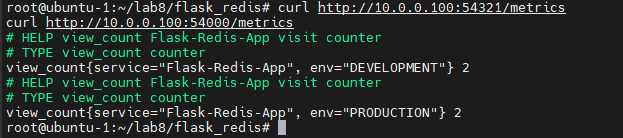 root@ubuntu-1:~/lab8/flask_redis# curl http://10.0.0.100:54321/metrics
curl http://10.0.0.100:54000/metrics
# HELP view_count Flask-Redis-App visit counter
# TYPE view_count counter
view_count{service="Flask-Redis-App", env="DEVELOPMENT"} 2
# HELP view_count Flask-Redis-App visit counter
# TYPE view_count counter
view_count{service="Flask-Redis-App", env="PRODUCTION"} 2
root@ubuntu-1:~/lab8/flask_redis#